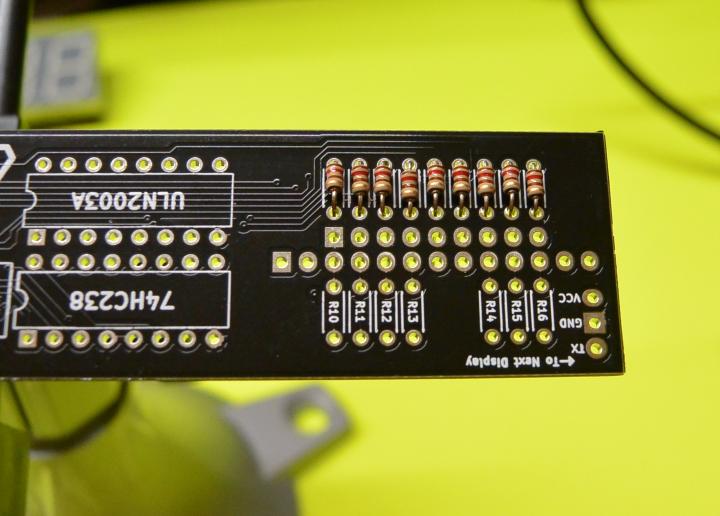 ULN2003A
74HC238
R10
R11
R12
R13
R14
R15
R16
VCC
GND
TX
←To Next Display